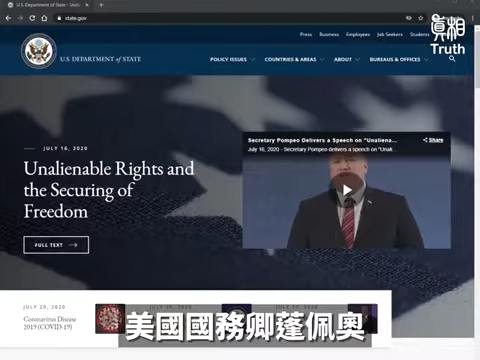 U.S. Department of State - Unit
state.gov
真相
Truth
Press Business Employees Job Seekers Students
U.S. DEPARTMENT of STATE
POLICY ISSUES COUNTRIES & AREAS ABOUT BUREAUS & OFFICES
JULY 16, 2020
Unalienable Rights and
the Securing of
Freedom
FULL TEXT
Secretary Pompeo Delivers a Speech on "Unaliena...
Share
July 16, 2020 - Secretary Pompeo delivers a speech on "Unali
JULY 20, 2020
Coronavirus Disease
2019 (COVID-19)
美國國務卿蓬佩奧